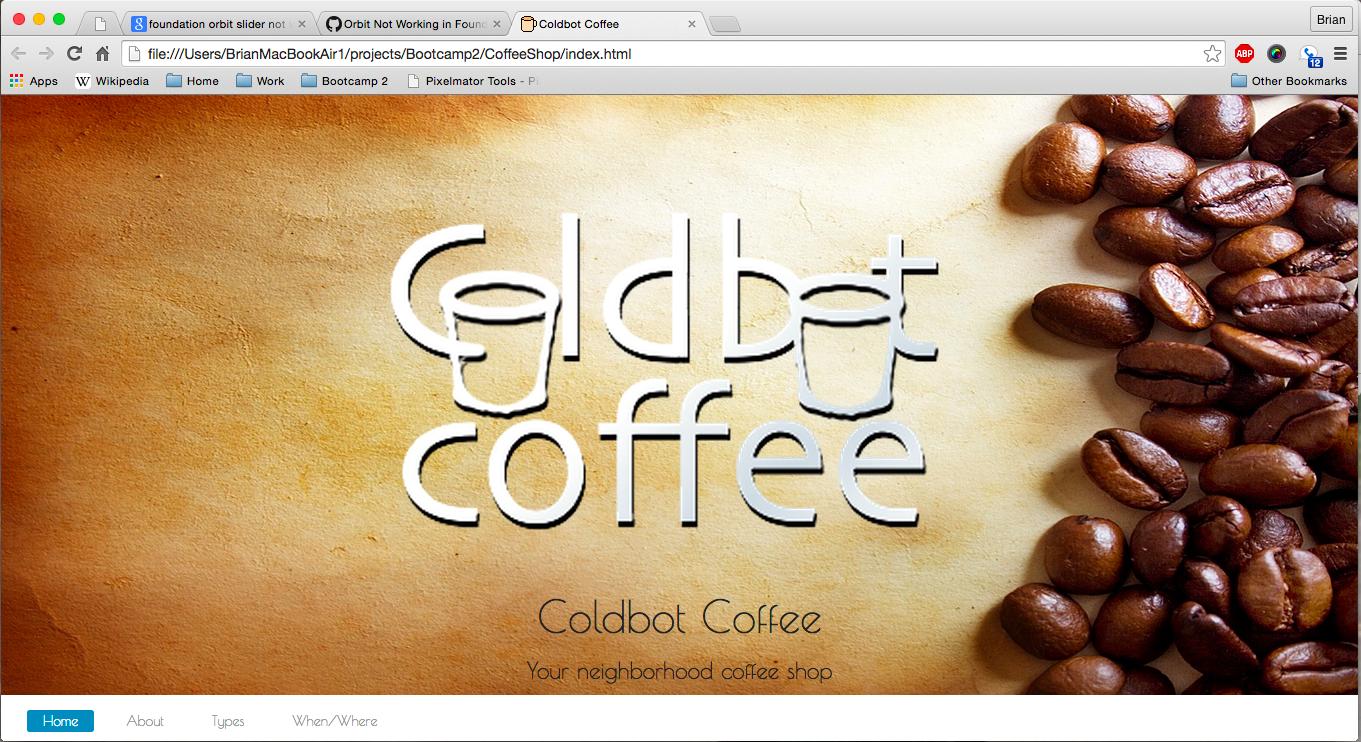 foundation orbit slider not
Orbit Not Working in Found
Coldbot Coffee
Brian
file:///Users/BrianMacBookAir1/projects/Bootcamp2/CoffeeShop/index.html
ABP
12
Apps
W Wikipedia
Home
Work
Bootcamp 2
Pixelmator Tools -
Other Bookmarks
Coldbot
coffee
Coldbot Coffee
Your neighborhood coffee shop
Home
About
Types
When/Where